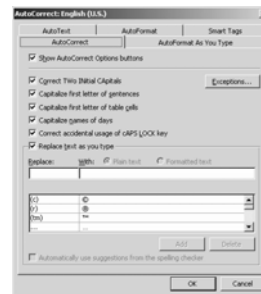 AutoCorrect: English (U.S.)
AutoText AutoFormat Smart Tags
AutoCorrect AutoFormat As You Type
Show AutoCorrect Options buttons
Correct TWo INitial CApitals Exceptions...
Capitalize first letter of sentences
Capitalize first letter of table cells
Capitalize names of days
Correct accidental usage of cAPS LOCK key
Replace text as you type
Replace: With: Plain text Formatted text
(c) ©
(r) ®
(tm) ™
... …
Add Delete
Automatically use suggestions from the spelling checker
OK Cancel